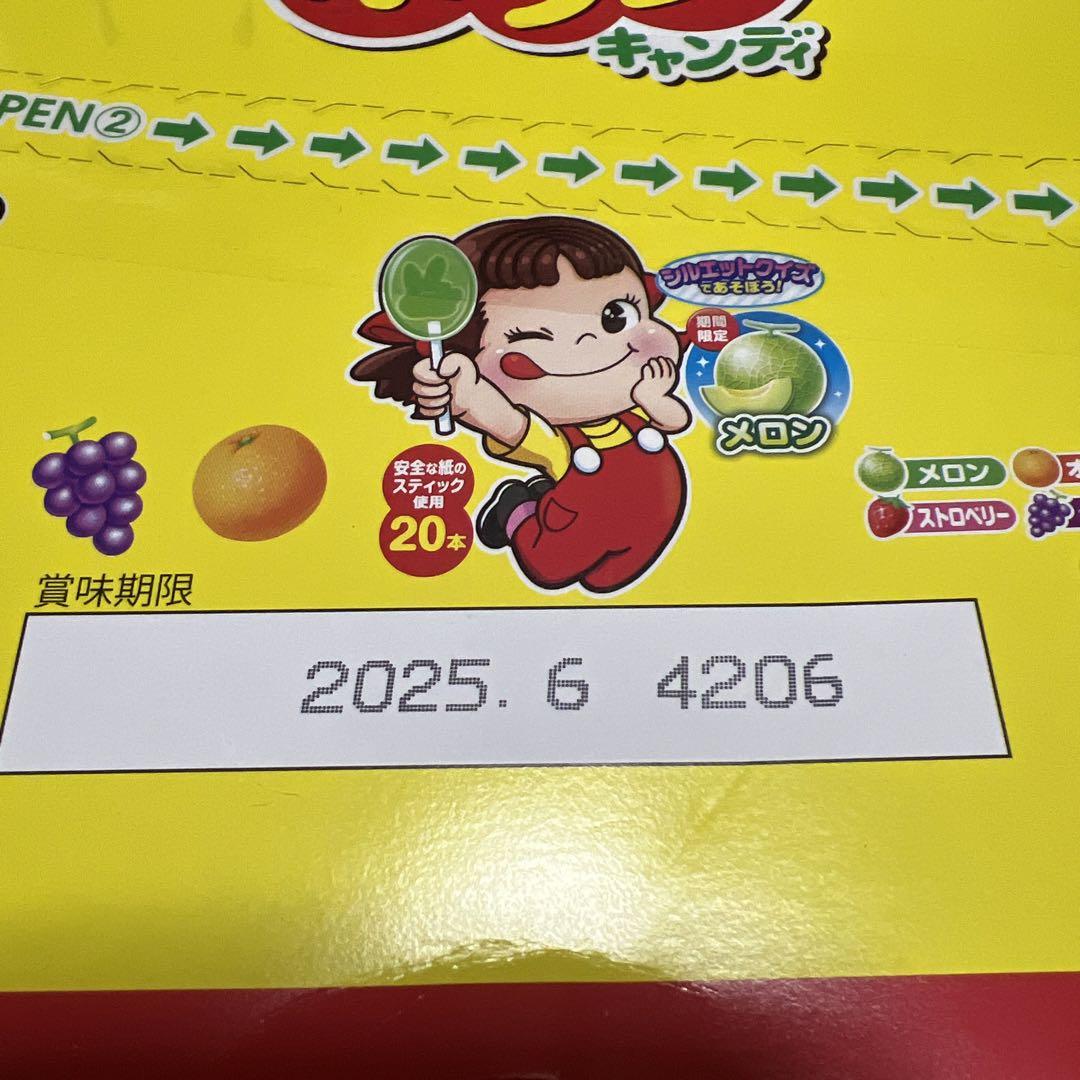 キャンディ
PEN②
シルエットクイズ
であそぼう!
期間
限定
メロン
安全な紙の
スティック
使用
20本
メロン
ストロベリー
賞味期限
2025. 6 4206